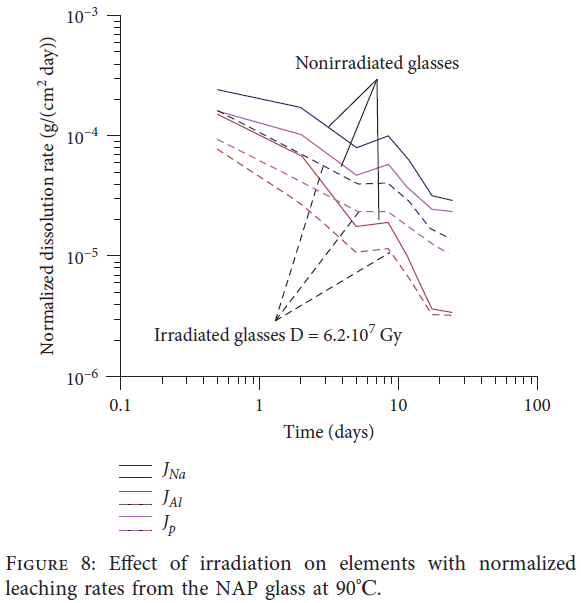 10⁻³
Nonirradiated glasses
10⁻⁴
Normalized dissolution rate (g/(cm² day))
10⁻⁵
Irradiated glasses D = 6.2·10⁷ Gy
10⁻⁶
0.1 1 10 100
Time (days)
J_Na
J_Al
J_p
FIGURE 8: Effect of irradiation on elements with normalized
leaching rates from the NAP glass at 90°C.